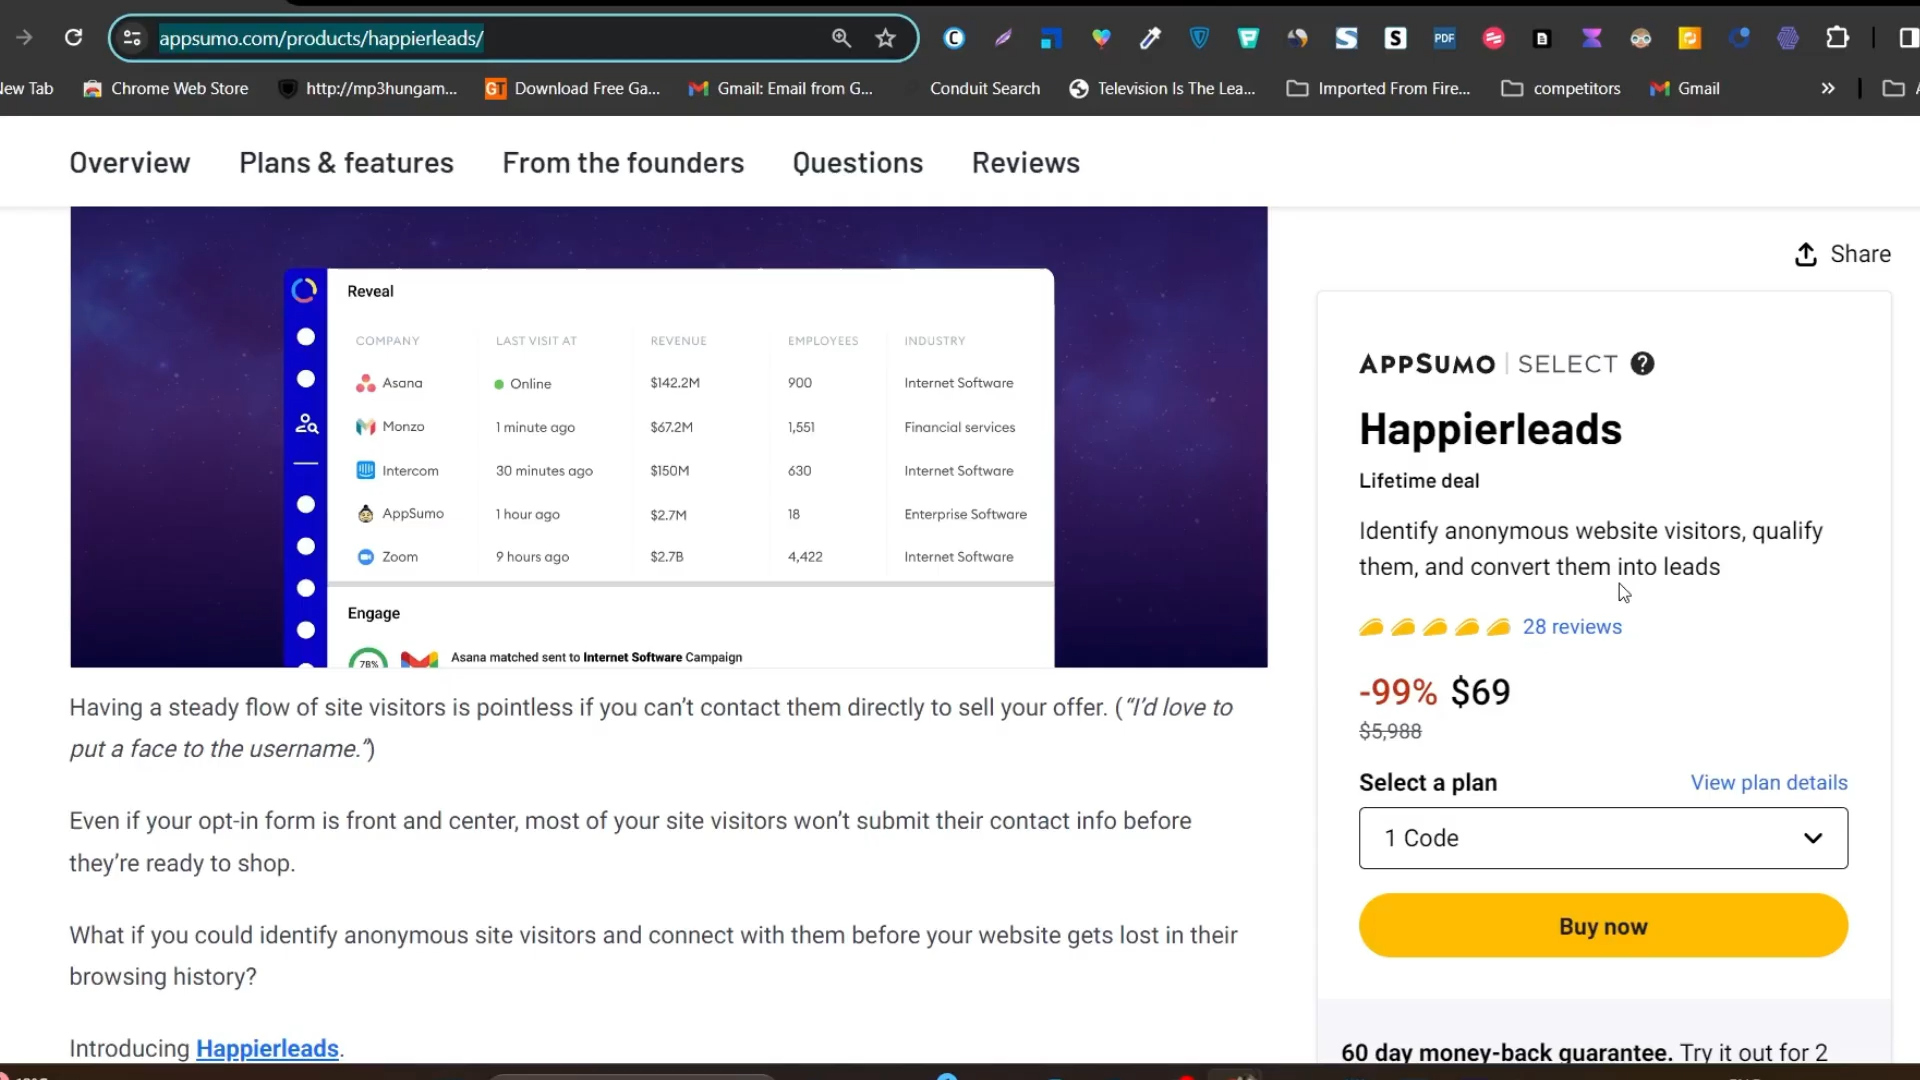 appsumo.com/products/happierleads/
PDF
New Tab
Chrome Web Store
http://mp3hungam...
GT Download Free Ga...
Gmail: Email from G...
Conduit Search
Television Is The Lea...
Imported From Fire...
competitors
Gmail
Overview
Plans & features
From the founders
Questions
Reviews
Share
Reveal
COMPANY LAST VISIT AT REVENUE EMPLOYEES INDUSTRY
Asana Online $142.2M 900 Internet Software
Monzo 1 minute ago $67.2M 1,551 Financial services
Intercom 30 minutes ago $150M 630 Internet Software
AppSumo 1 hour ago $2.7M 18 Enterprise Software
Zoom 9 hours ago $2.7B 4,422 Internet Software
Engage
78% Asana matched sent to Internet Software Campaign
Having a steady flow of site visitors is pointless if you can’t contact them directly to sell your offer. (“I’d love to
put a face to the username.”)
Even if your opt-in form is front and center, most of your site visitors won’t submit their contact info before
they’re ready to shop.
What if you could identify anonymous site visitors and connect with them before your website gets lost in their
browsing history?
Introducing Happierleads.
APPSUMO | SELECT ?
Happierleads
Lifetime deal
Identify anonymous website visitors, qualify
them, and convert them into leads
28 reviews
-99% $69
$5,988
Select a plan
View plan details
1 Code
Buy now
60 day money-back guarantee. Try it out for 2